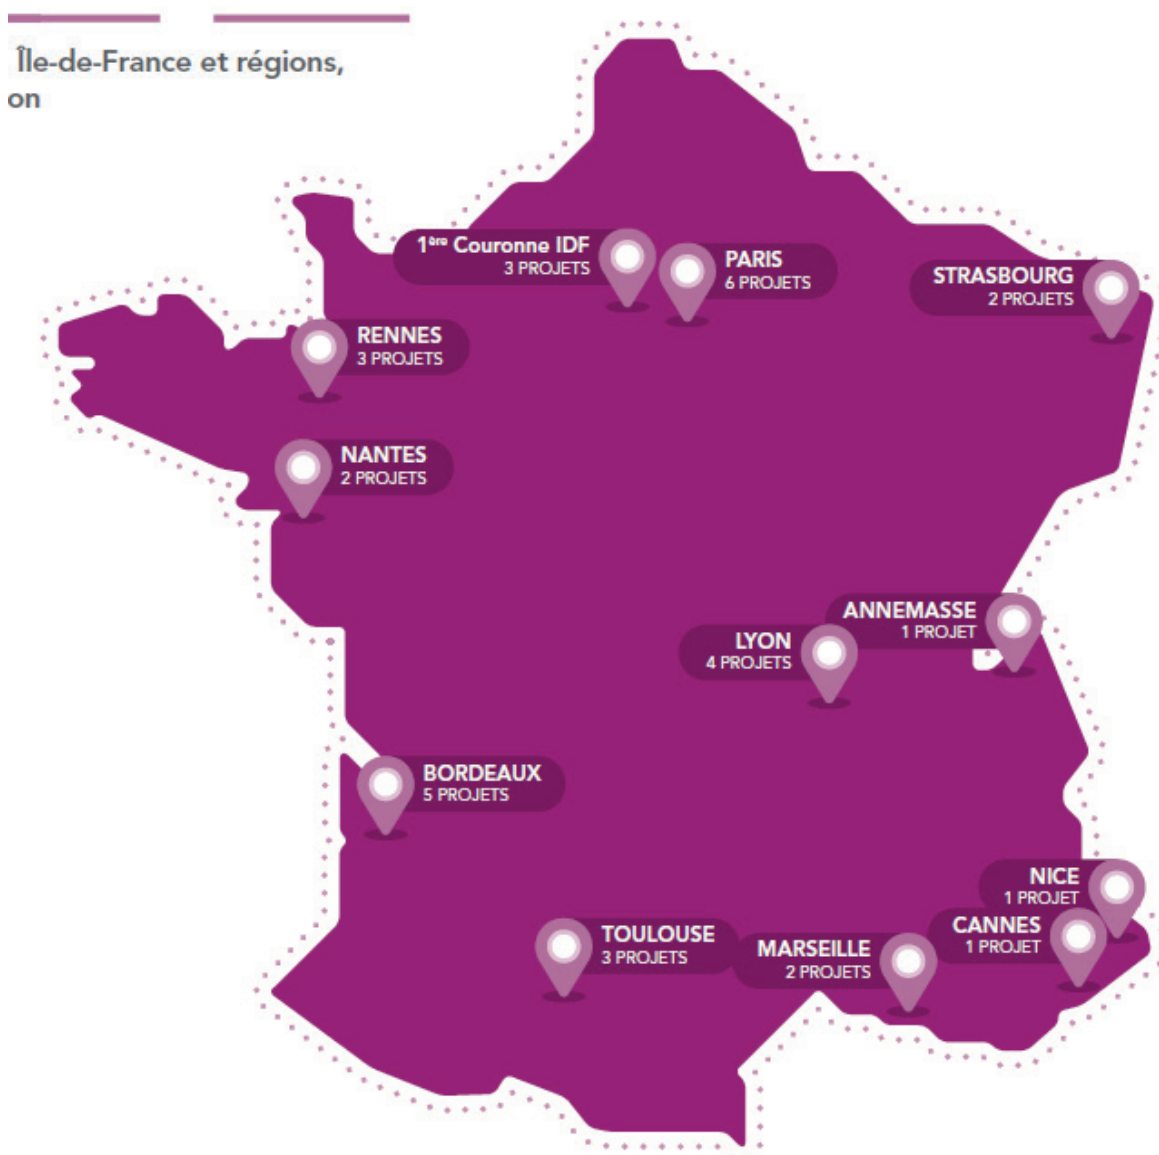 Île-de-France et régions,
on
1ère Couronne IDF
3 PROJETS
PARIS
6 PROJETS
STRASBOURG
2 PROJETS
RENNES
3 PROJETS
NANTES
2 PROJETS
ANNEMASSE
1 PROJET
LYON
4 PROJETS
BORDEAUX
5 PROJETS
NICE
1 PROJET
CANNES
1 PROJET
TOULOUSE
3 PROJETS
MARSEILLE
2 PROJETS